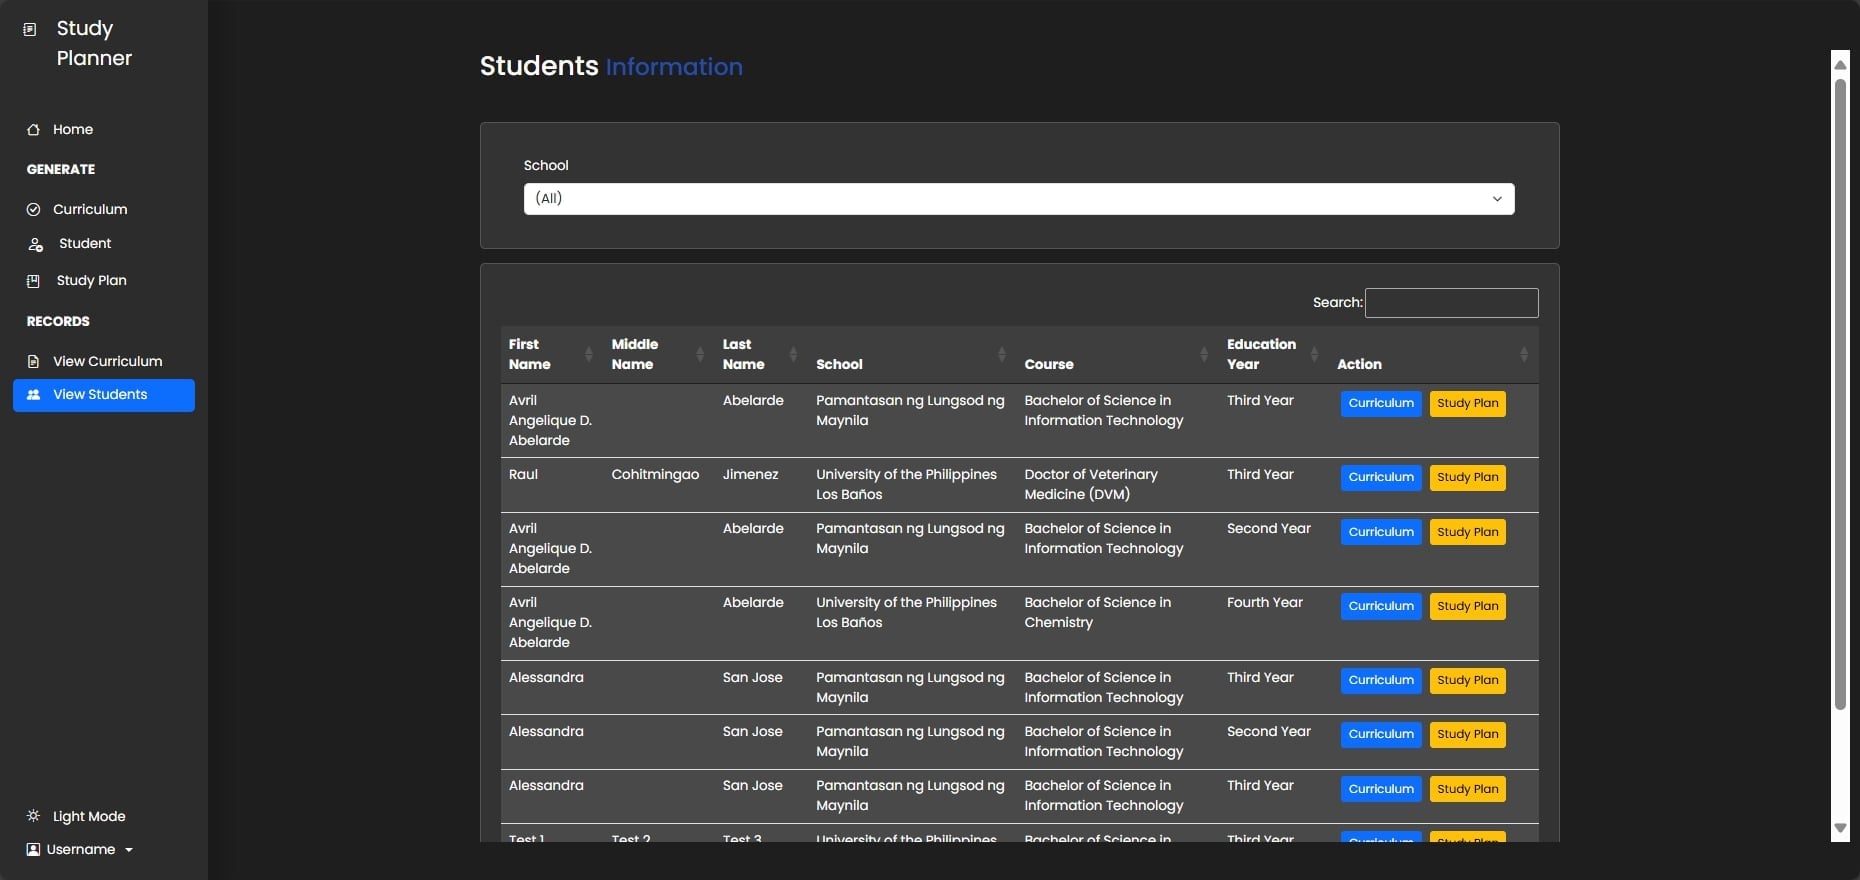 Study
Planner
Home
GENERATE
Curriculum
Student
Study Plan
RECORDS
View Curriculum
View Students
Light Mode
Username
Students Information
School
(All)
Search:
First Name Middle Name Last Name School Course Education Year Action
Avril Angelique D. Abelarde Abelarde Pamantasan ng Lungsod ng Maynila Bachelor of Science in Information Technology Third Year Curriculum Study Plan
Raul Cohitmingao Jimenez University of the Philippines Los Baños Doctor of Veterinary Medicine (DVM) Third Year Curriculum Study Plan
Avril Angelique D. Abelarde Abelarde Pamantasan ng Lungsod ng Maynila Bachelor of Science in Information Technology Second Year Curriculum Study Plan
Avril Angelique D. Abelarde Abelarde University of the Philippines Los Baños Bachelor of Science in Chemistry Fourth Year Curriculum Study Plan
Alessandra San Jose Pamantasan ng Lungsod ng Maynila Bachelor of Science in Information Technology Third Year Curriculum Study Plan
Alessandra San Jose Pamantasan ng Lungsod ng Maynila Bachelor of Science in Information Technology Second Year Curriculum Study Plan
Alessandra San Jose Pamantasan ng Lungsod ng Maynila Bachelor of Science in Information Technology Third Year Curriculum Study Plan
Test 1 Test 2 Test 3 University of the Philippines Bachelor of Science in Third Year Curriculum Study Plan